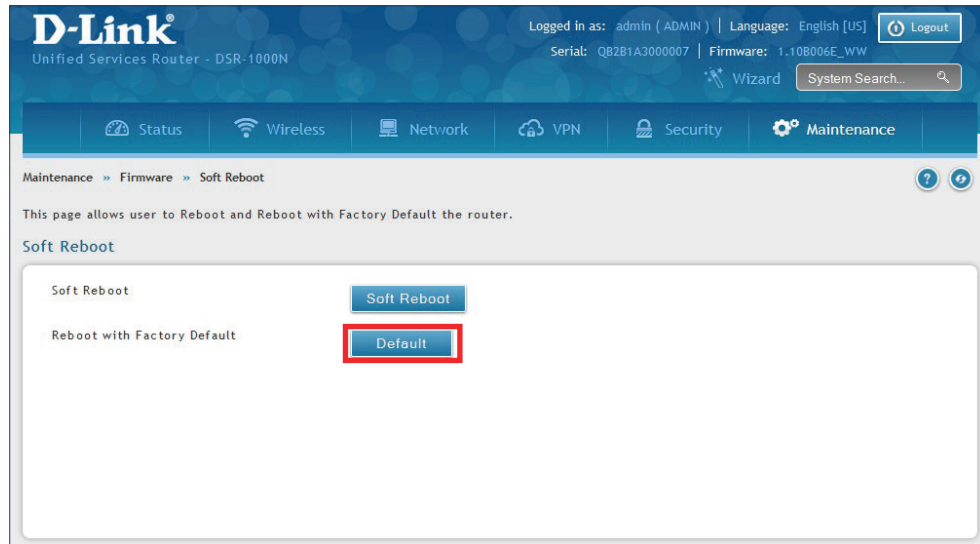 D-Link®
Unified Services Router - DSR-1000N
Logged in as: admin ( ADMIN ) | Language: English [US]
Logout
Serial: QB2B1A3000007 | Firmware: 1.10B006E_WW
Wizard
System Search...
Status
Wireless
Network
VPN
Security
Maintenance
Maintenance » Firmware » Soft Reboot
?
This page allows user to Reboot and Reboot with Factory Default the router.
Soft Reboot
Soft Reboot
Soft Reboot
Reboot with Factory Default
Default